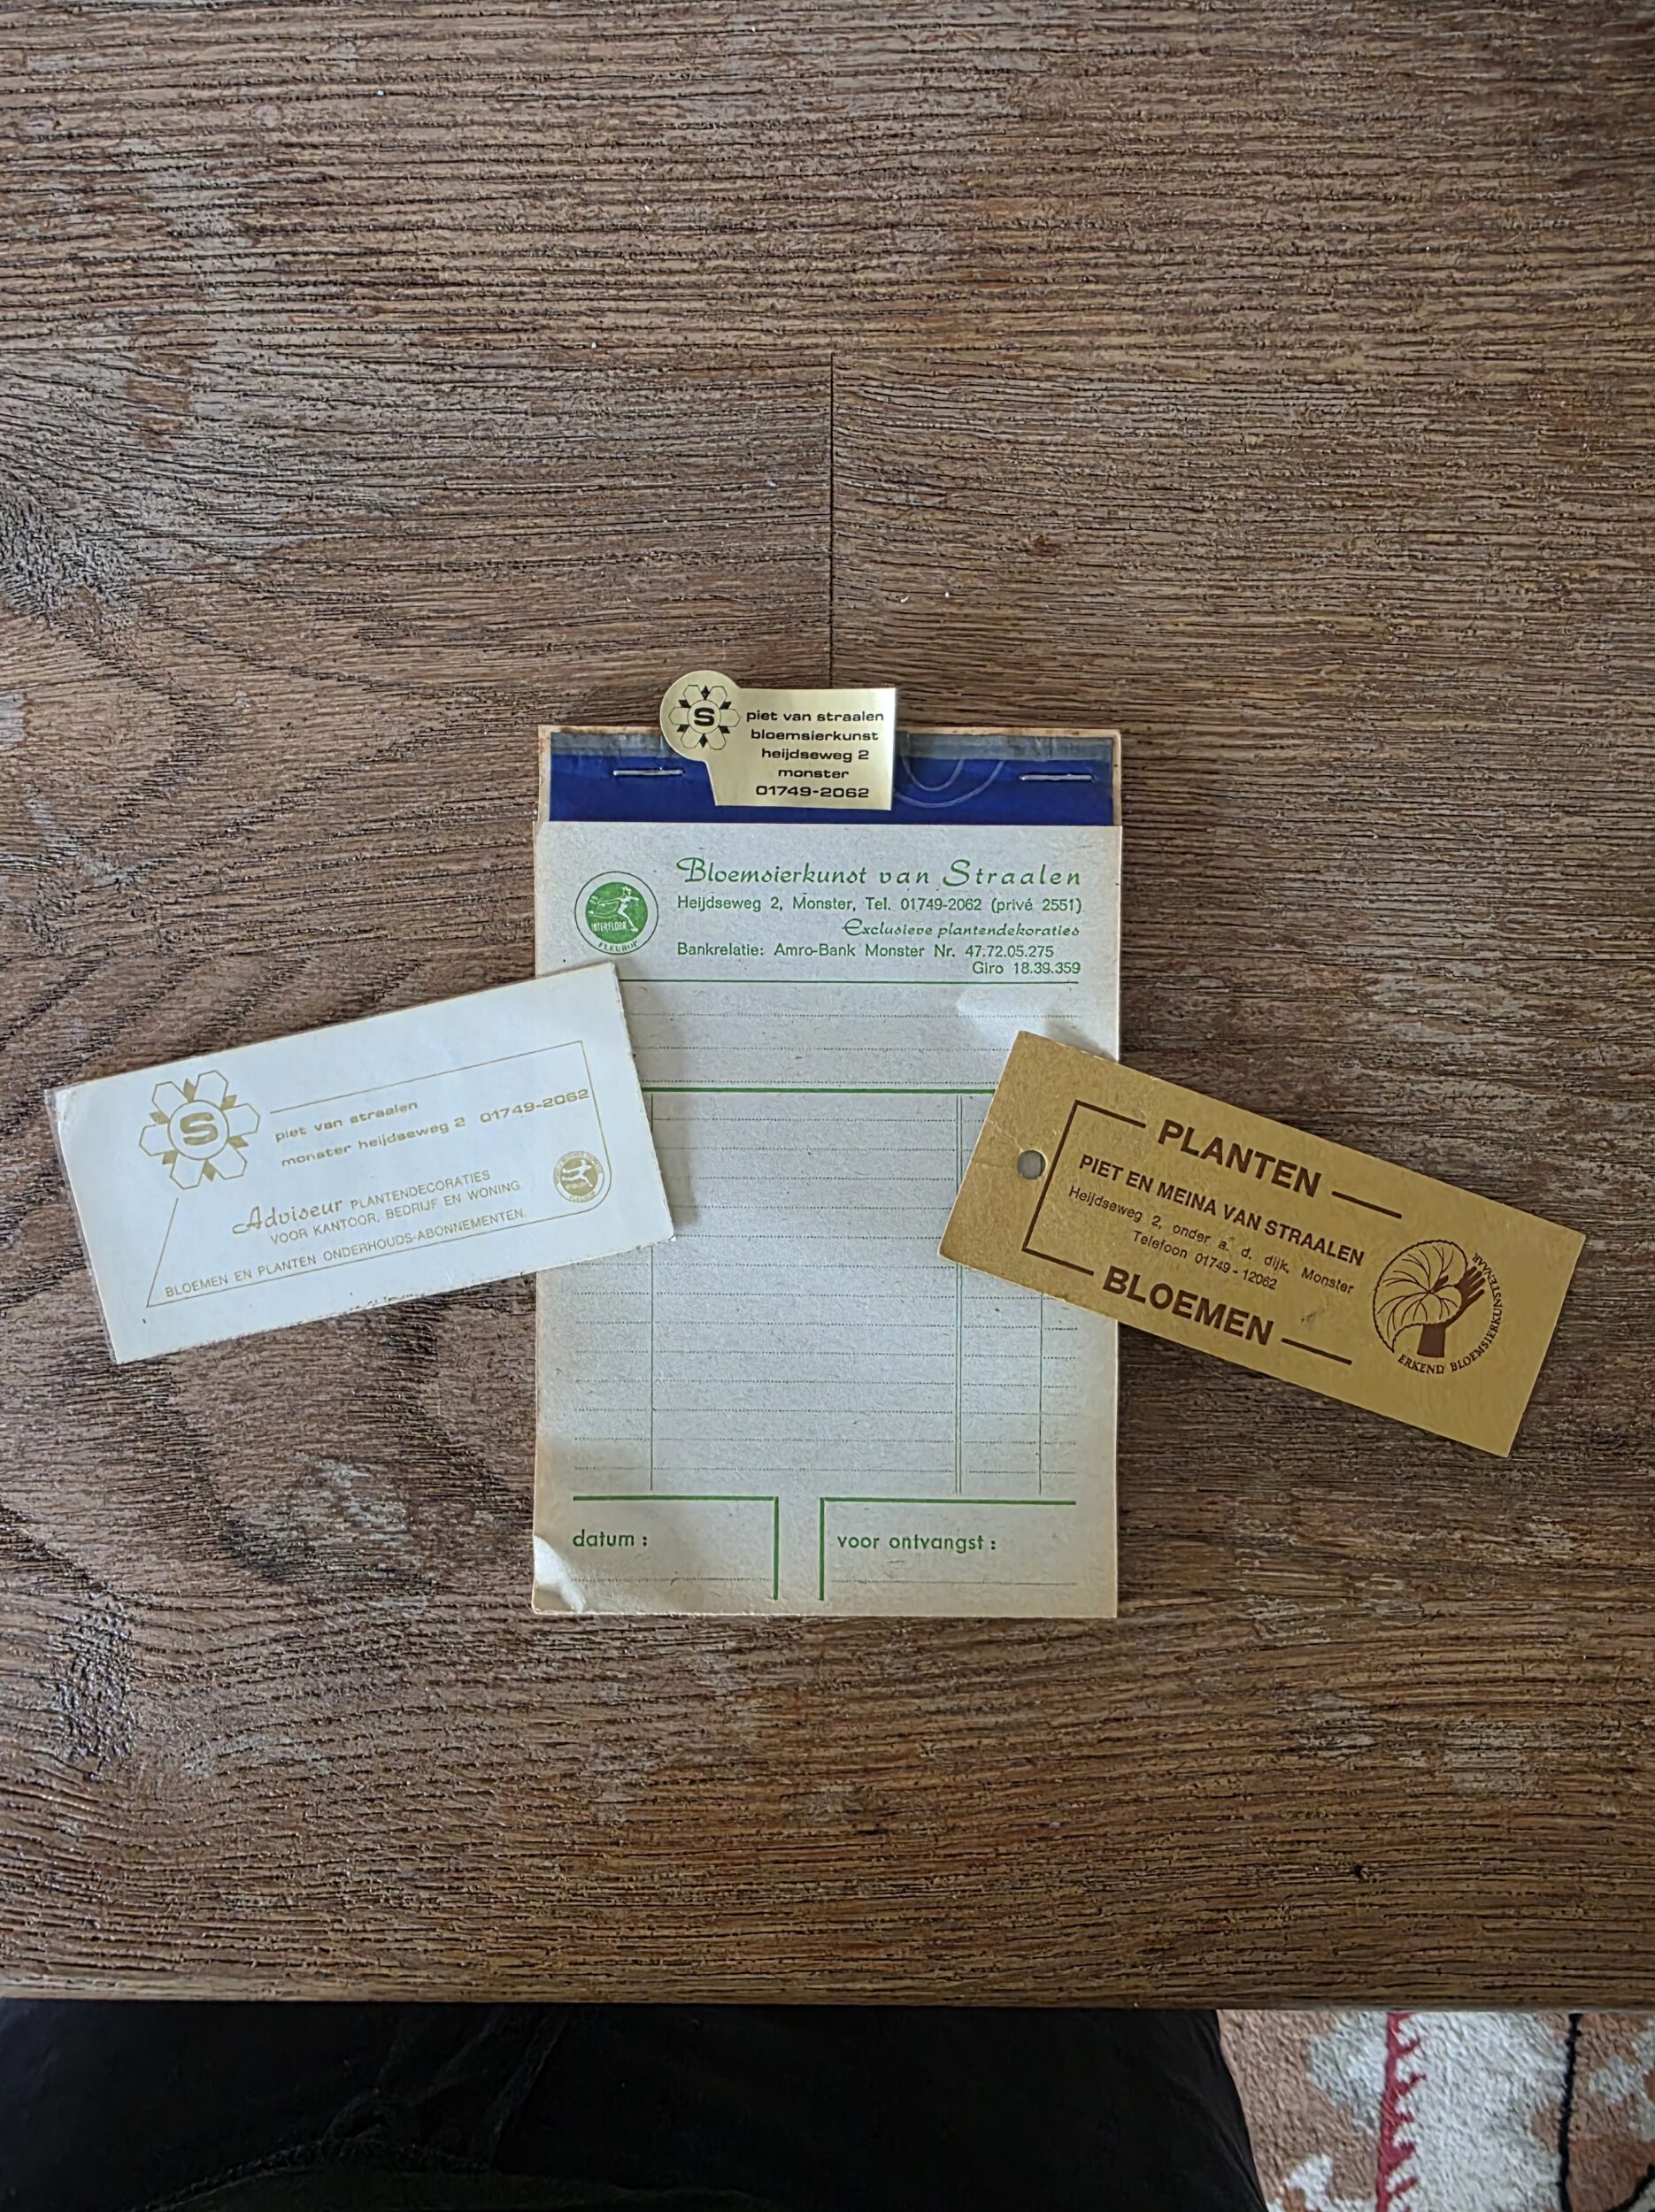 S
piet van straalen
bloemsierkunst
heijdseweg 2
monster
01749-2062
INTERFLORA
FLEUROP
Bloemsierkunst van Straalen
Heijdseweg 2, Monster, Tel. 01749-2062 (privé 2551)
Exclusieve plantendekoraties
Bankrelatie: Amro-Bank Monster Nr. 47.72.05.275
Giro 18.39.359
datum :
voor ontvangst :
S
piet van straalen
monster heijdseweg 2 01749-2062
Adviseur PLANTENDECORATIES
VOOR KANTOOR, BEDRIJF EN WONING.
BLOEMEN EN PLANTEN ONDERHOUDS-ABONNEMENTEN.
PLANTEN
PIET EN MEINA VAN STRAALEN
Heijdseweg 2, onder a. d. dijk, Monster
Telefoon 01749-12062
BLOEMEN
ERKEND BLOEMSIERKUNSTENAAR